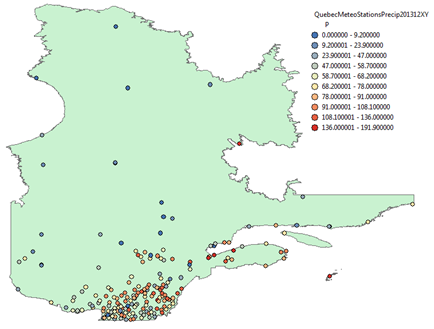 QuebecMeteoStationsPrecip201312XY
P
0.000000 - 9.200000
9.200001 - 23.900000
23.900001 - 47.000000
47.000001 - 58.700000
58.700001 - 68.200000
68.200001 - 78.000000
78.000001 - 91.000000
91.000001 - 108.100000
108.100001 - 136.000000
136.000001 - 191.900000